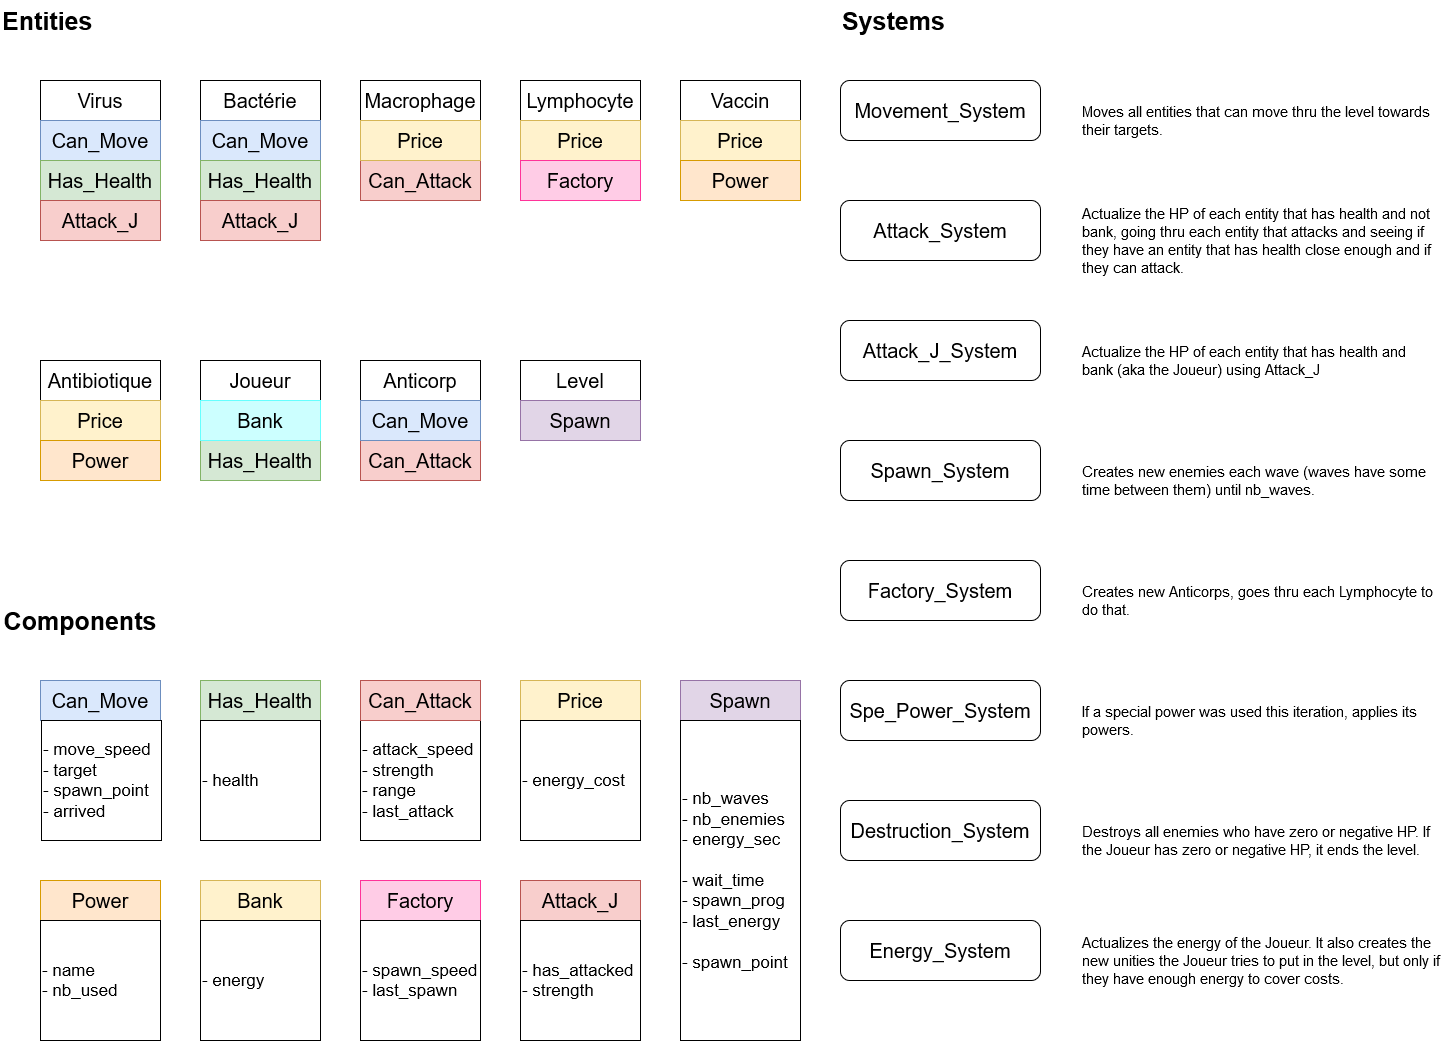 Entities
Virus
Can_Move
Has_Health
Attack_J
Bactérie
Can_Move
Has_Health
Attack_J
Macrophage
Price
Can_Attack
Lymphocyte
Price
Factory
Vaccin
Price
Power
Antibiotique
Price
Power
Joueur
Bank
Has_Health
Anticorp
Can_Move
Can_Attack
Level
Spawn
Components
Can_Move
- move_speed
- target
- spawn_point
- arrived
Has_Health
- health
Can_Attack
- attack_speed
- strength
- range
- last_attack
Price
- energy_cost
Spawn
- nb_waves
- nb_enemies
- energy_sec
- wait_time
- spawn_prog
- last_energy
- spawn_point
Power
- name
- nb_used
Bank
- energy
Factory
- spawn_speed
- last_spawn
Attack_J
- has_attacked
- strength
Systems
Movement_System
Moves all entities that can move thru the level towards
their targets.
Attack_System
Actualize the HP of each entity that has health and not
bank, going thru each entity that attacks and seeing if
they have an entity that has health close enough and if
they can attack.
Attack_J_System
Actualize the HP of each entity that has health and
bank (aka the Joueur) using Attack_J
Spawn_System
Creates new enemies each wave (waves have some
time between them) until nb_waves.
Factory_System
Creates new Anticorps, goes thru each Lymphocyte to
do that.
Spe_Power_System
If a special power was used this iteration, applies its
powers.
Destruction_System
Destroys all enemies who have zero or negative HP. If
the Joueur has zero or negative HP, it ends the level.
Energy_System
Actualizes the energy of the Joueur. It also creates the
new unities the Joueur tries to put in the level, but only if
they have enough energy to cover costs.